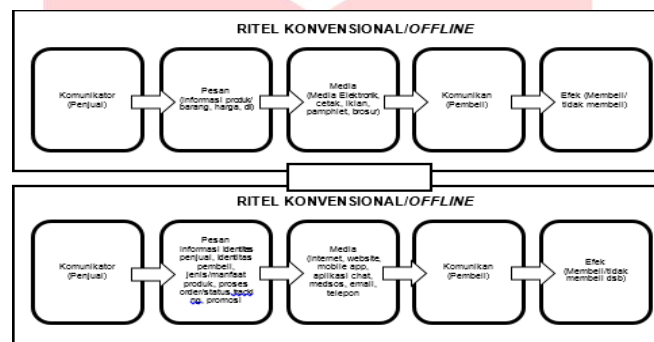 RITEL KONVENSIONAL/OFFLINE
Komunikator
(Penjual)
Pesan
(informasi produk/
barang, harga, dll
Media
(Media Elektronik,
cetak, iklan,
pamphlet, brosur)
Komunikan
(Pembeli)
Efek (Membeli/
tidak membeli)
RITEL KONVENSIONAL/OFFLINE
Komunikator
(Penjual)
Pesan
Informasi identitas
penjual, identitas
pembeli,
jenis/manfaat
produk, proses
order/status,
promosi
Media
(Internet, website,
mobile app,
aplikasi chat,
medsos, email,
telepon
Komunikan
(Pembeli)
Efek
(Membeli/tidak
membeli dsb)